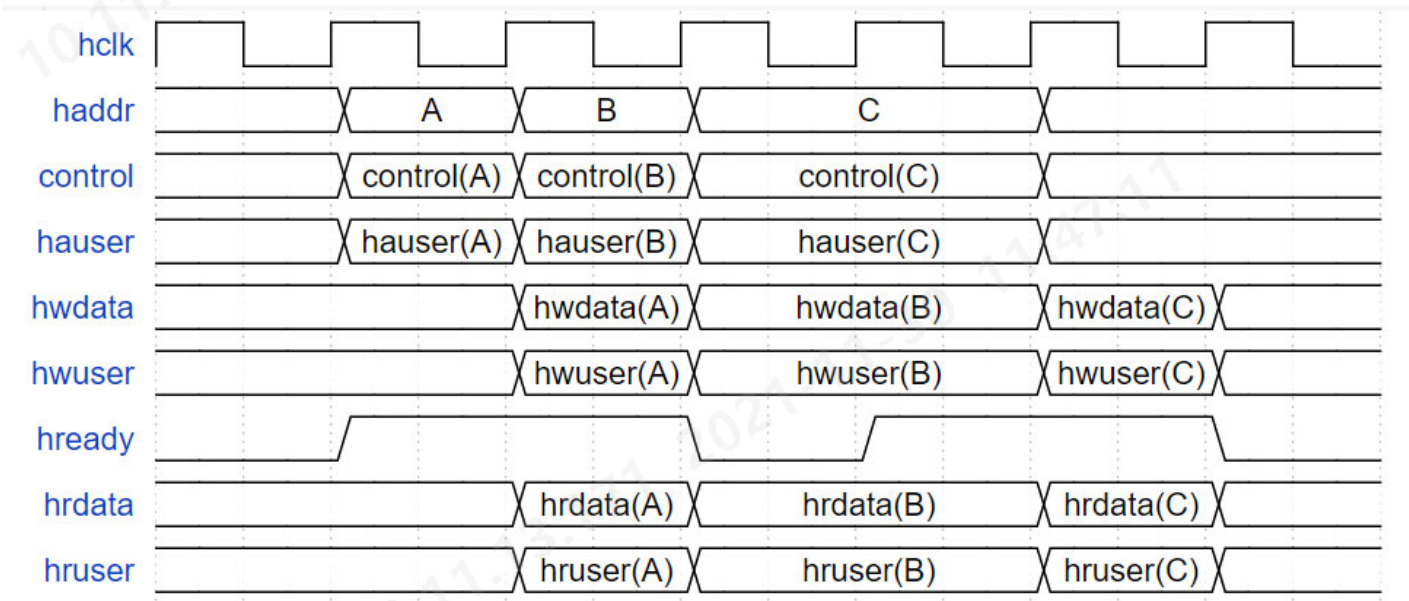 hclk
haddr A B C
control control(A) control(B) control(C)
hauser hauser(A) hauser(B) hauser(C)
hwdata hwdata(A) hwdata(B) hwdata(C)
hwuser hwuser(A) hwuser(B) hwuser(C)
hready
hrdata hrdata(A) hrdata(B) hrdata(C)
hruser hruser(A) hruser(B) hruser(C)